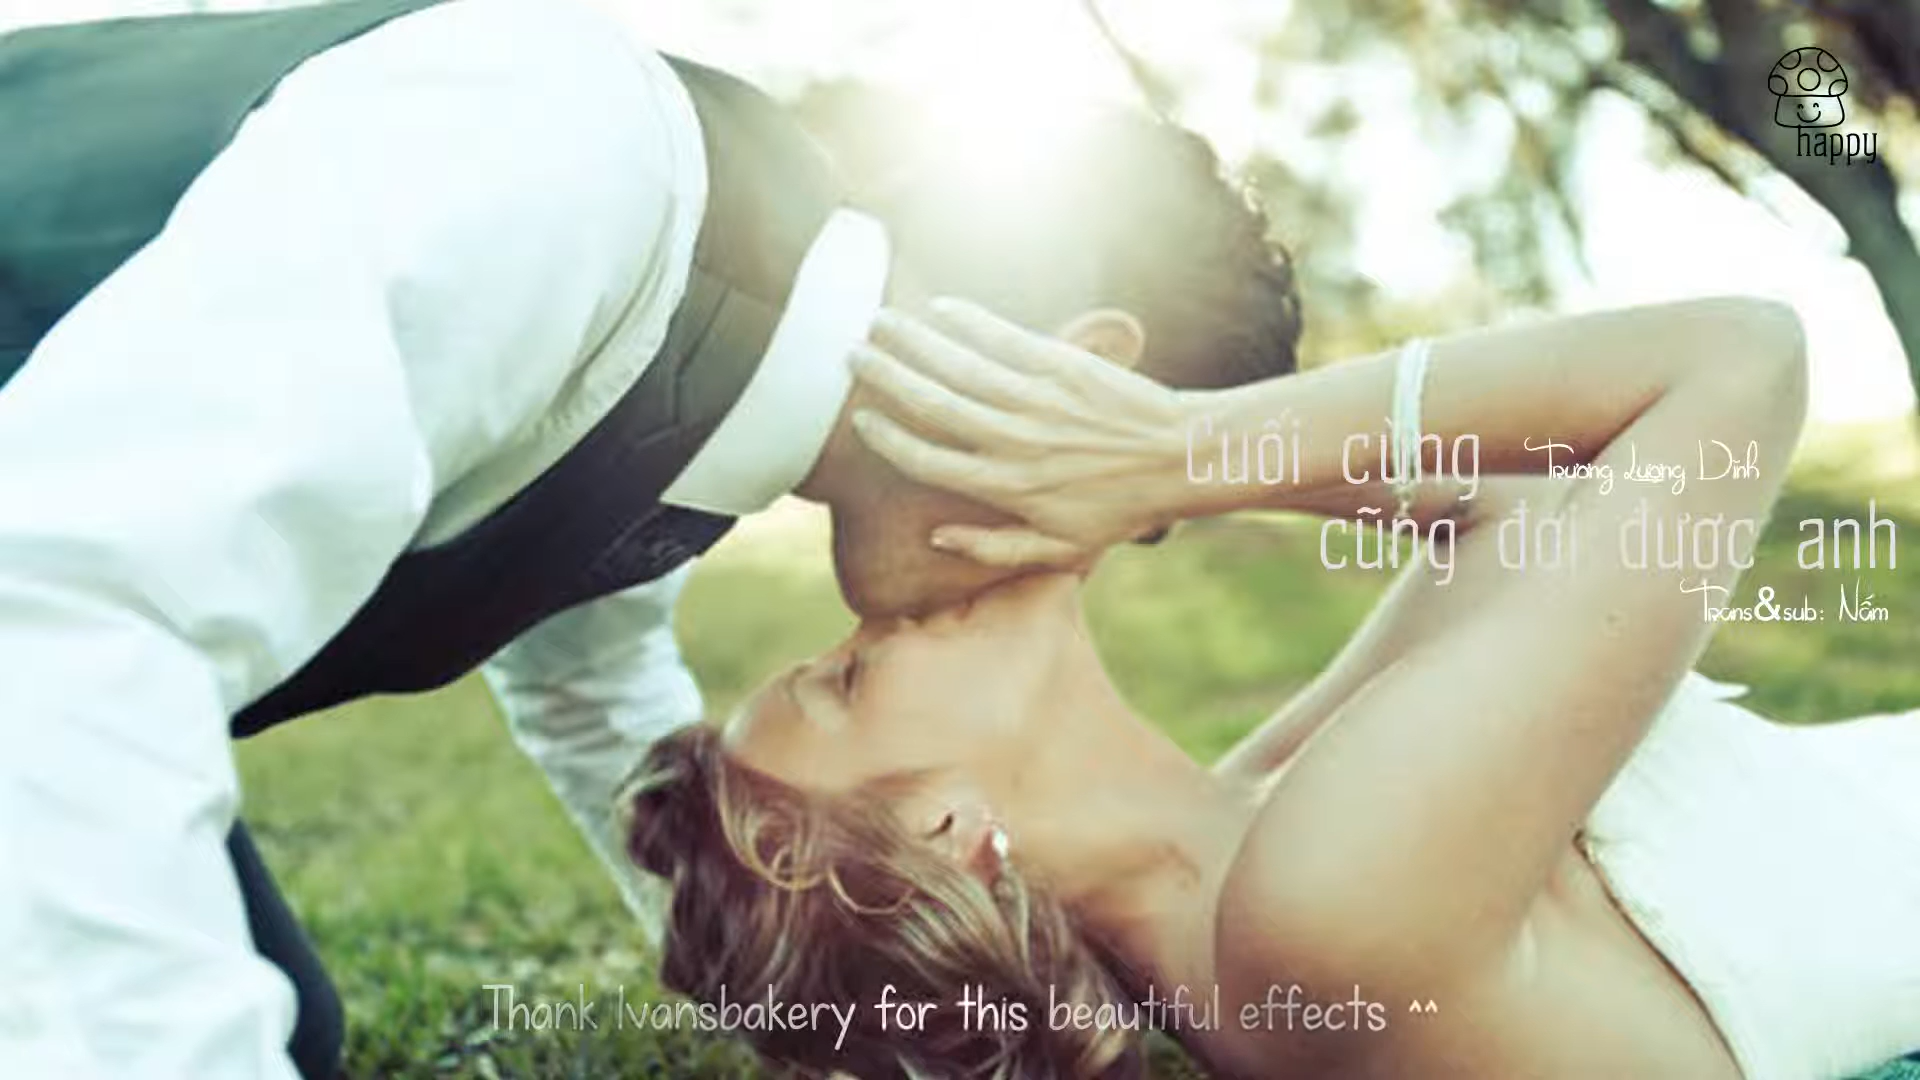 happy
Cuối cùng Trương Lương Dĩnh
cũng đợi được anh
Trans&sub: Nấm
Thank Ivansbakery for this beautiful effects ^^